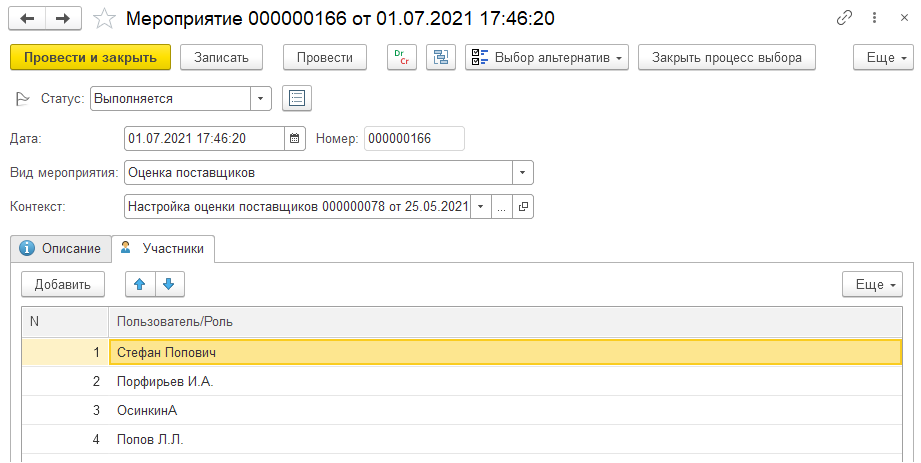 Мероприятие 000000166 от 01.07.2021 17:46:20
Провести и закрыть Записать Провести Dr Cr Выбор альтернатив Закрыть процесс выбора Еще
Статус: Выполняется
Дата: 01.07.2021 17:46:20 Номер: 000000166
Вид мероприятия: Оценка поставщиков
Контекст: Настройка оценки поставщиков 000000078 от 25.05.2021 ...
Описание Участники
Добавить Еще
N Пользователь/Роль
1 Стефан Попович
2 Порфирьев И.А.
3 ОсинкинА
4 Попов Л.Л.